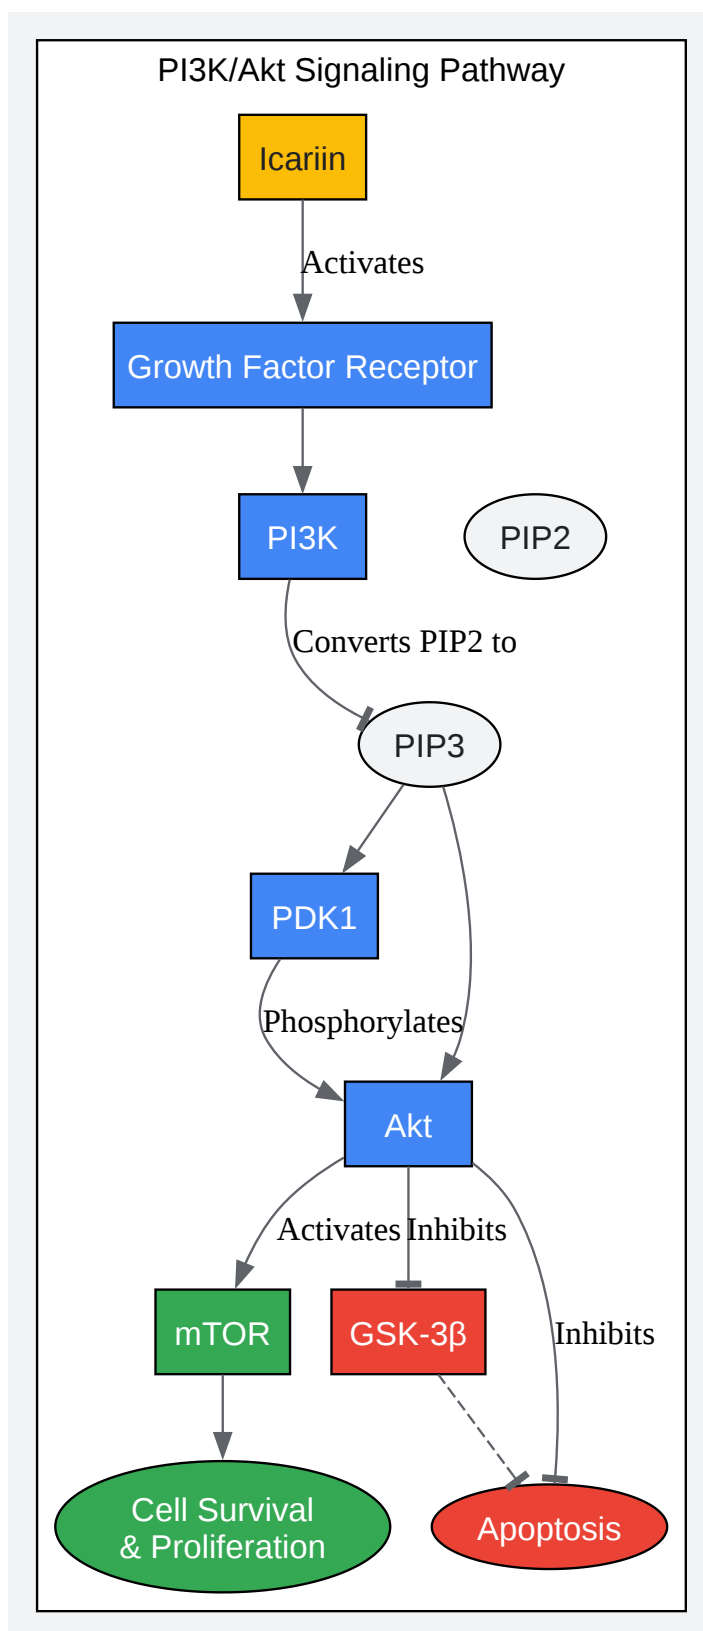 PI3K/Akt Signaling Pathway
Icariin
Activates
Growth Factor Receptor
PI3K
PIP2
Converts PIP2 to
PIP3
PDK1
Phosphorylates
Akt
Activates
Inhibits
mTOR
GSK-3β
Inhibits
Cell Survival
& Proliferation
Apoptosis